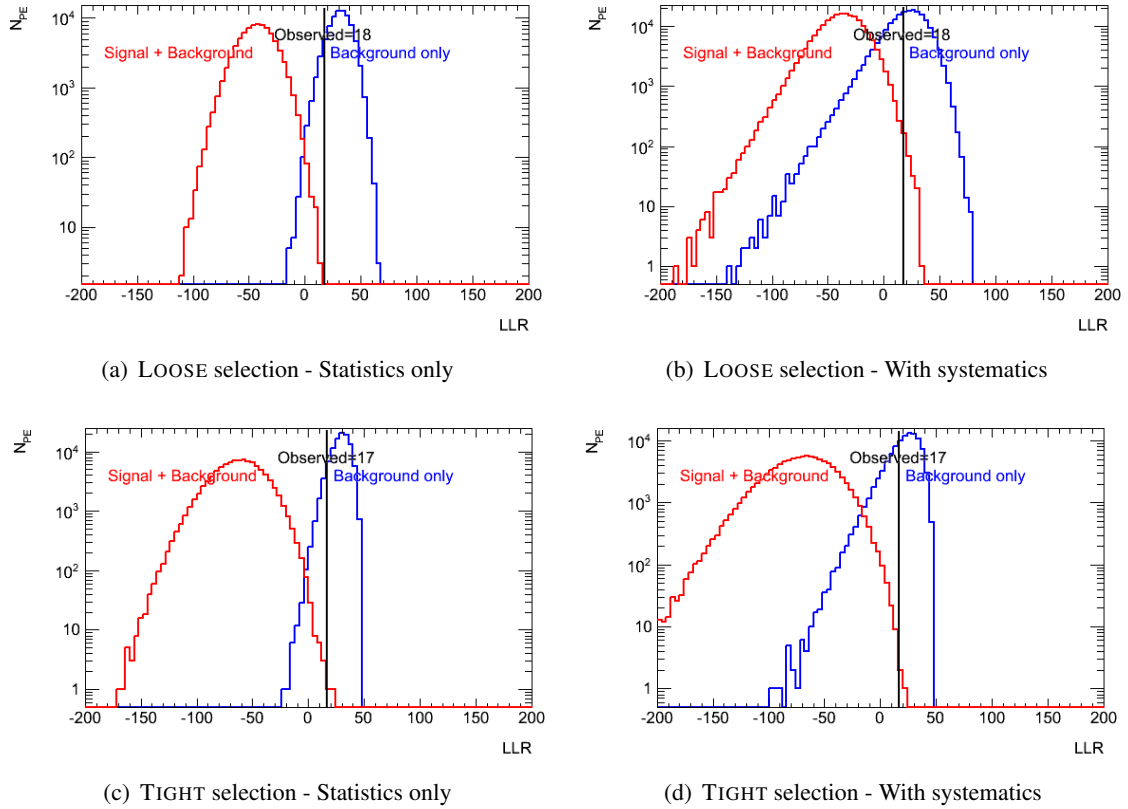 N_PE
10^4
10^3
10^2
10
Observed=18
Signal + Background
Background only
-200 -150 -100 -50 0 50 100 150 200
LLR
(a) LOOSE selection - Statistics only
N_PE
10^4
10^3
10^2
10
1
Observed=18
Signal + Background
Background only
-200 -150 -100 -50 0 50 100 150 200
LLR
(b) LOOSE selection - With systematics
N_PE
10^4
10^3
10^2
10
1
Observed=17
Signal + Background
Background only
-200 -150 -100 -50 0 50 100 150 200
LLR
(c) TIGHT selection - Statistics only
N_PE
10^4
10^3
10^2
10
1
Observed=17
Signal + Background
Background only
-200 -150 -100 -50 0 50 100 150 200
LLR
(d) TIGHT selection - With systematics